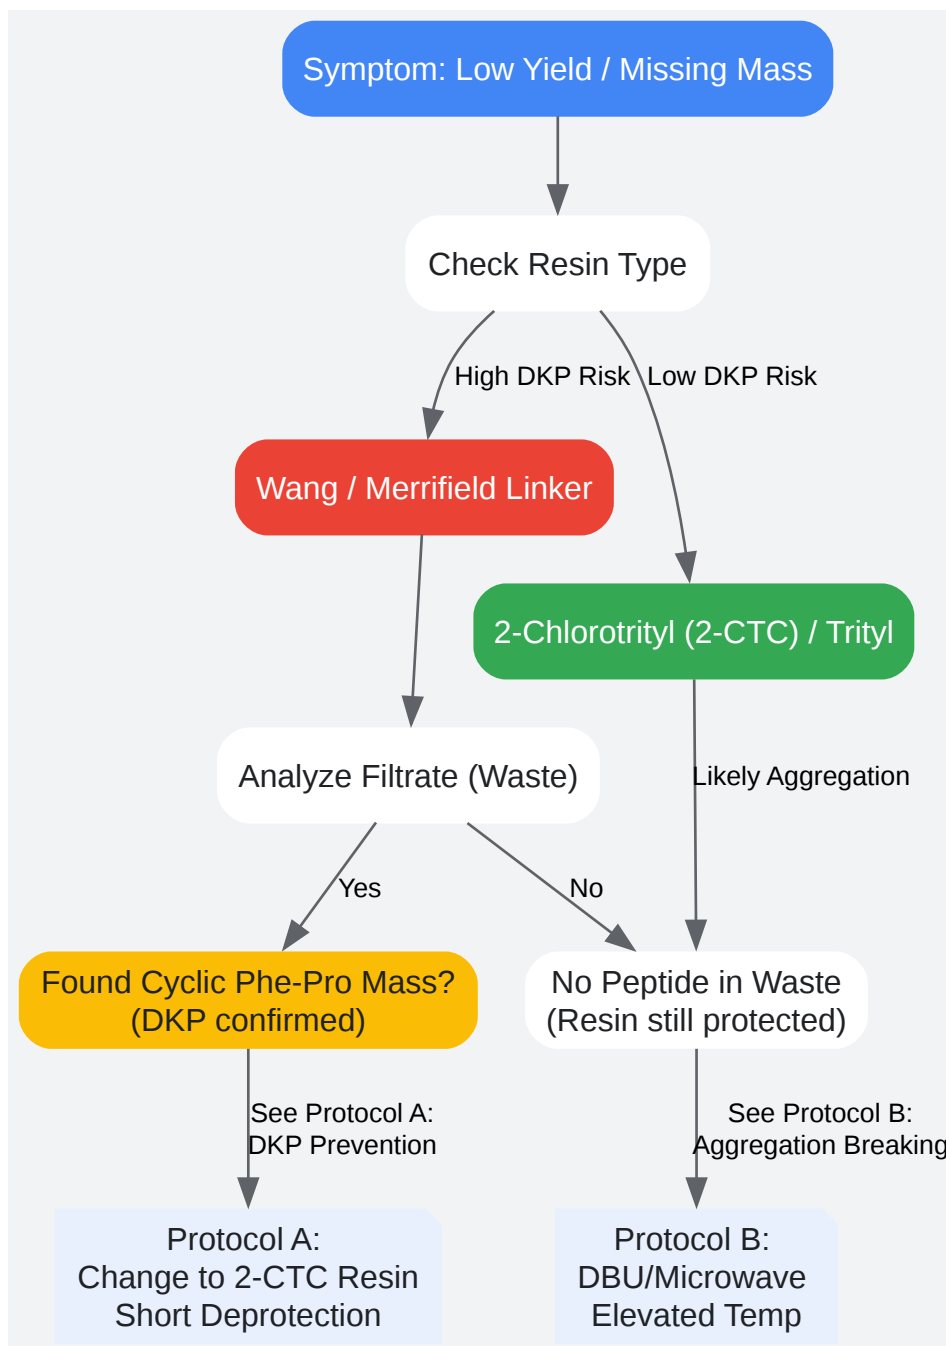 Symptom: Low Yield / Missing Mass
Check Resin Type
High DKP Risk
Low DKP Risk
Wang / Merrifield Linker
2-Chlorotrityl (2-CTC) / Trityl
Analyze Filtrate (Waste)
Likely Aggregation
Yes
No
Found Cyclic Phe-Pro Mass?
(DKP confirmed)
No Peptide in Waste
(Resin still protected)
See Protocol A:
DKP Prevention
See Protocol B:
Aggregation Breaking
Protocol A:
Change to 2-CTC Resin
Short Deprotection
Protocol B:
DBU/Microwave
Elevated Temp